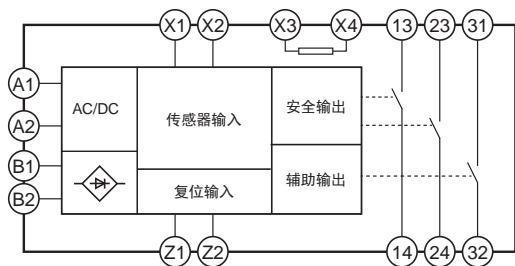 X1 X2 X3 X4 13 23 31
A1
AC/DC
A2
传感器输入
安全输出
B1
B2
复位输入
辅助输出
Z1 Z2 14 24 32